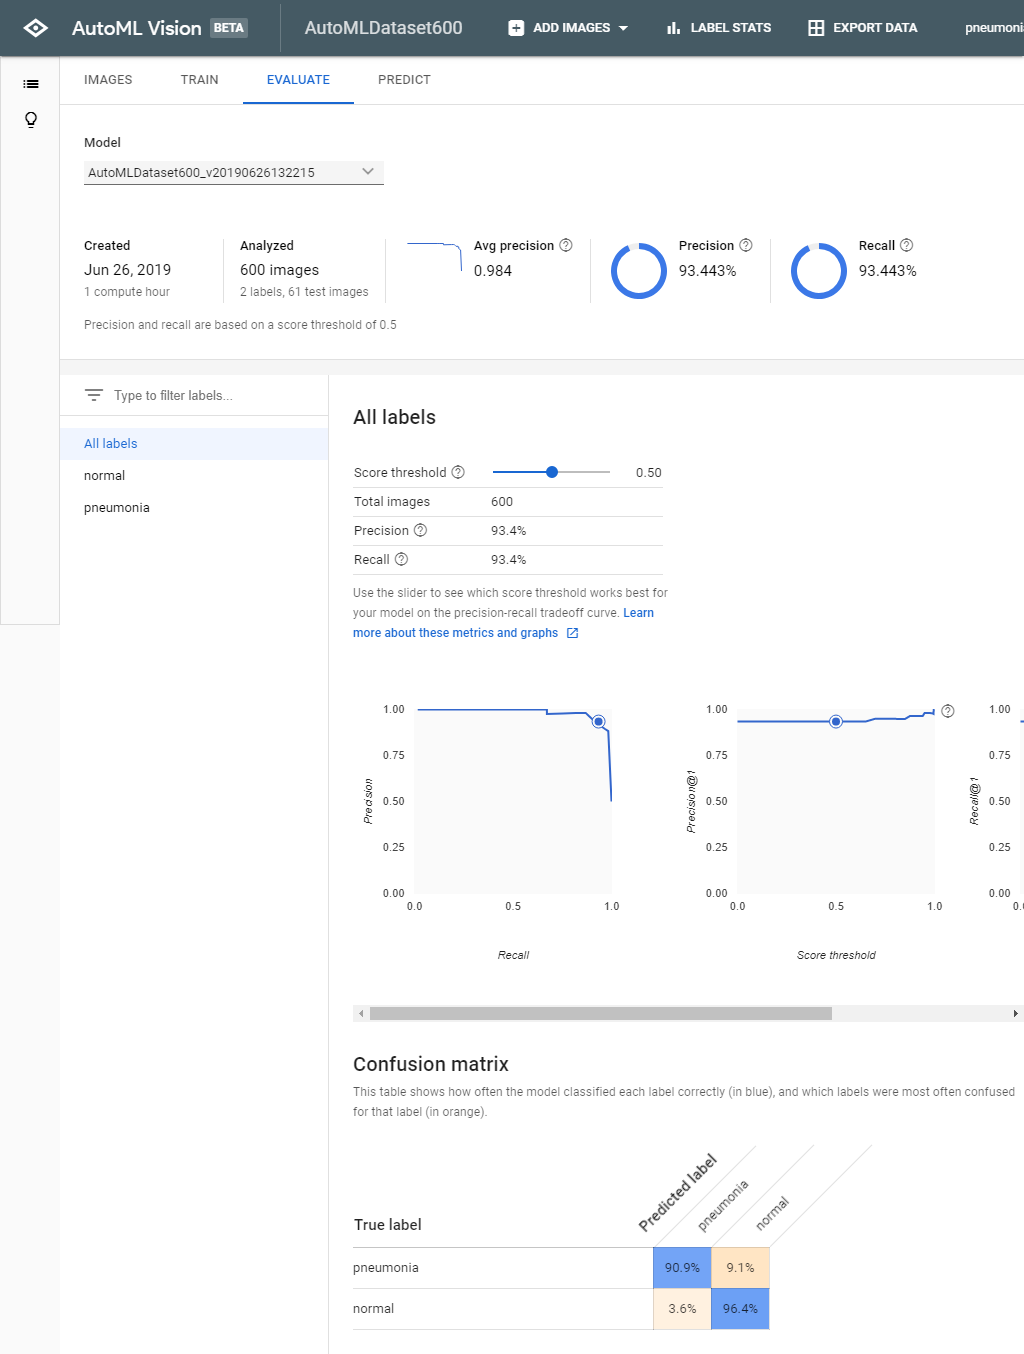 AutoML Vision BETA AutoMLDataset600 ADD IMAGES LABEL STATS EXPORT DATA
IMAGES TRAIN EVALUATE PREDICT
Model
AutoMLDataset600_v20190626132215
Created
Jun 26, 2019
1 compute hour
Analyzed
600 images
2 labels, 61 test images
Avg precision
0.984
Precision
93.443%
Recall
93.443%
Precision and recall are based on a score threshold of 0.5
Type to filter labels...
All labels
normal
pneumonia
All labels
Score threshold 0.50
Total images 600
Precision 93.4%
Recall 93.4%
Use the slider to see which score threshold works best for
your model on the precision-recall tradeoff curve. Learn
more about these metrics and graphs
Precision
1.00
0.75
0.50
0.25
0.00
0.0 0.5 1.0
Recall
Precision@1
1.00
0.75
0.50
0.25
0.00
0.0 0.5 1.0
Score threshold
Recall@1
1.00
0.75
0.50
0.25
0.00
Confusion matrix
This table shows how often the model classified each label correctly (in blue), and which labels were most often confused
for that label (in orange).
Predicted label
pneumonia
normal
True label
pneumonia 90.9% 9.1%
normal 3.6% 96.4%